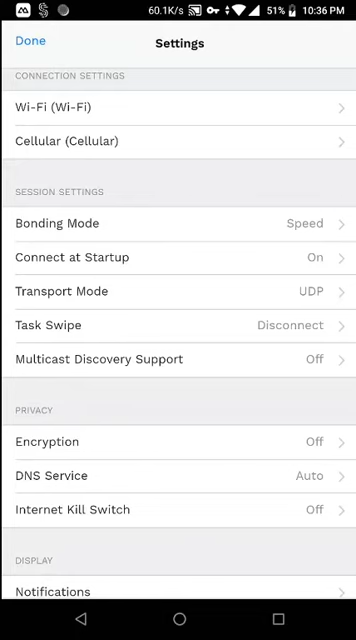 60.1K/s 51% 10:36 PM
Done Settings
CONNECTION SETTINGS
Wi-Fi (Wi-Fi)
Cellular (Cellular)
SESSION SETTINGS
Bonding Mode Speed
Connect at Startup On
Transport Mode UDP
Task Swipe Disconnect
Multicast Discovery Support Off
PRIVACY
Encryption Off
DNS Service Auto
Internet Kill Switch Off
DISPLAY
Notifications